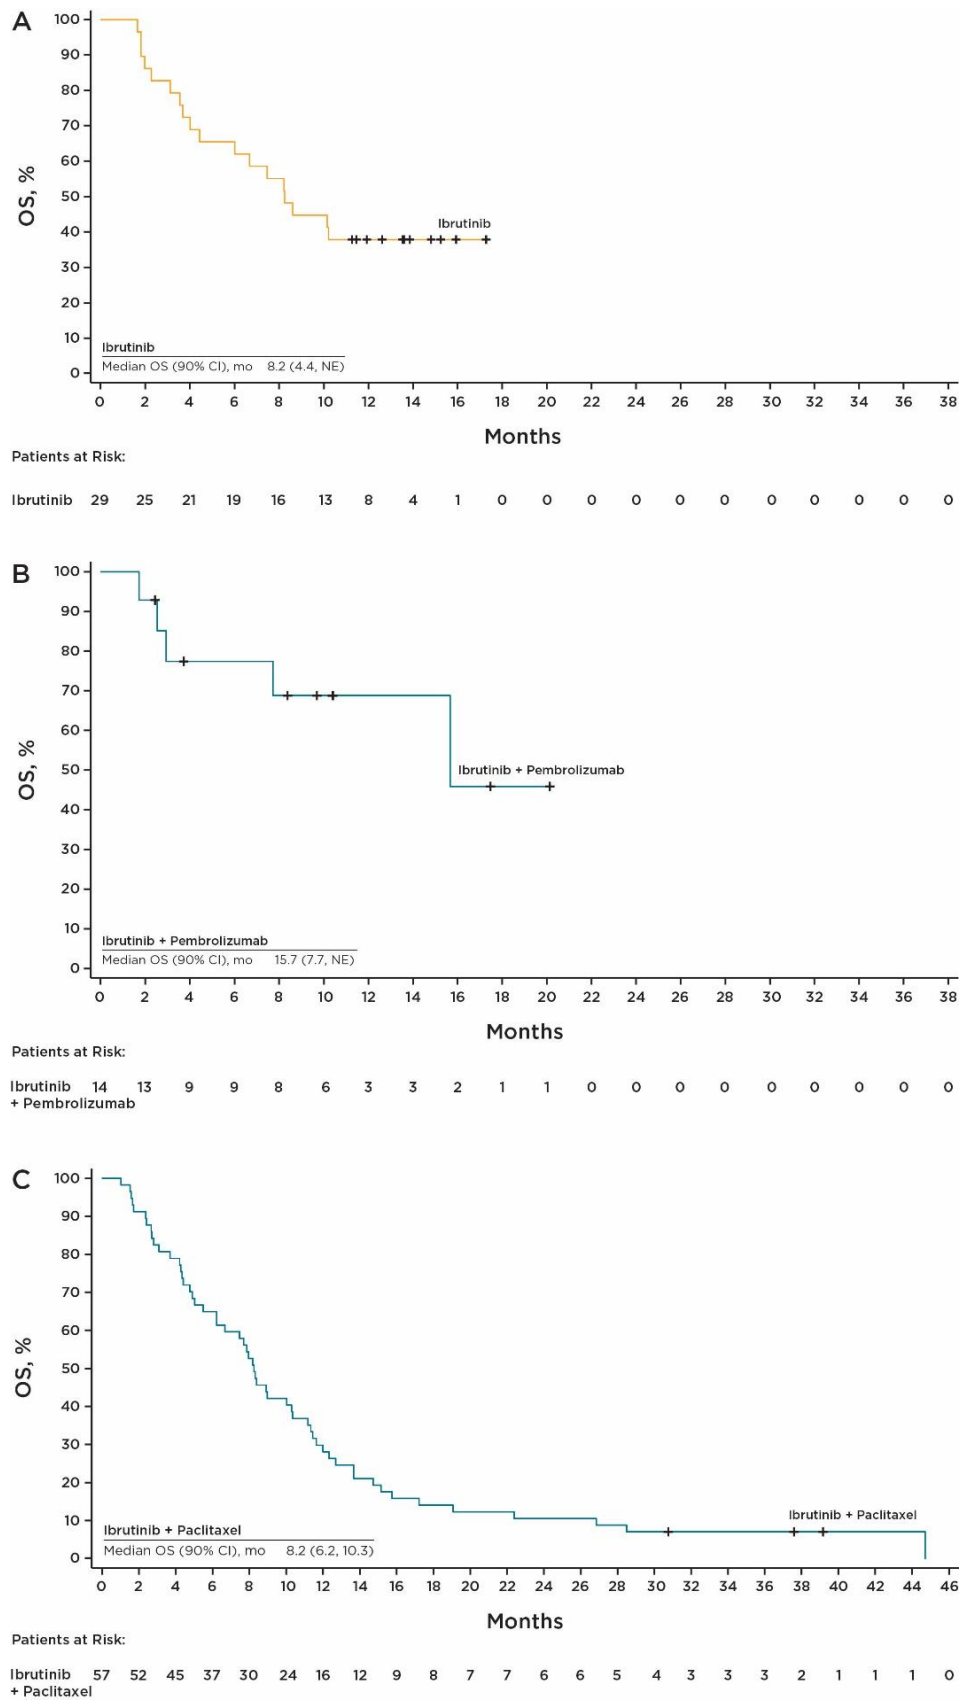 A
100
90
80
70
60
50
40
30
20
10
0
OS, %
Ibrutinib
Ibrutinib
Median OS (90% CI), mo 8.2 (4.4, NE)
0 2 4 6 8 10 12 14 16 18 20 22 24 26 28 30 32 34 36 38
Months
Patients at Risk:
Ibrutinib 29 25 21 19 16 13 8 4 1 0 0 0 0 0 0 0 0 0 0 0
B
100
90
80
70
60
50
40
30
20
10
0
OS, %
Ibrutinib + Pembrolizumab
Ibrutinib + Pembrolizumab
Median OS (90% CI), mo 15.7 (7.7, NE)
0 2 4 6 8 10 12 14 16 18 20 22 24 26 28 30 32 34 36 38
Months
Patients at Risk:
Ibrutinib 14 13 9 9 8 6 3 3 2 1 1 0 0 0 0 0 0 0 0 0
+ Pembrolizumab
C
100
90
80
70
60
50
40
30
20
10
0
OS, %
Ibrutinib + Paclitaxel
Ibrutinib + Paclitaxel
Median OS (90% CI), mo 8.2 (6.2, 10.3)
0 2 4 6 8 10 12 14 16 18 20 22 24 26 28 30 32 34 36 38 40 42 44 46
Months
Patients at Risk:
Ibrutinib 57 52 45 37 30 24 16 12 9 8 7 7 6 6 5 4 3 3 3 2 1 1 1 0
+ Paclitaxel